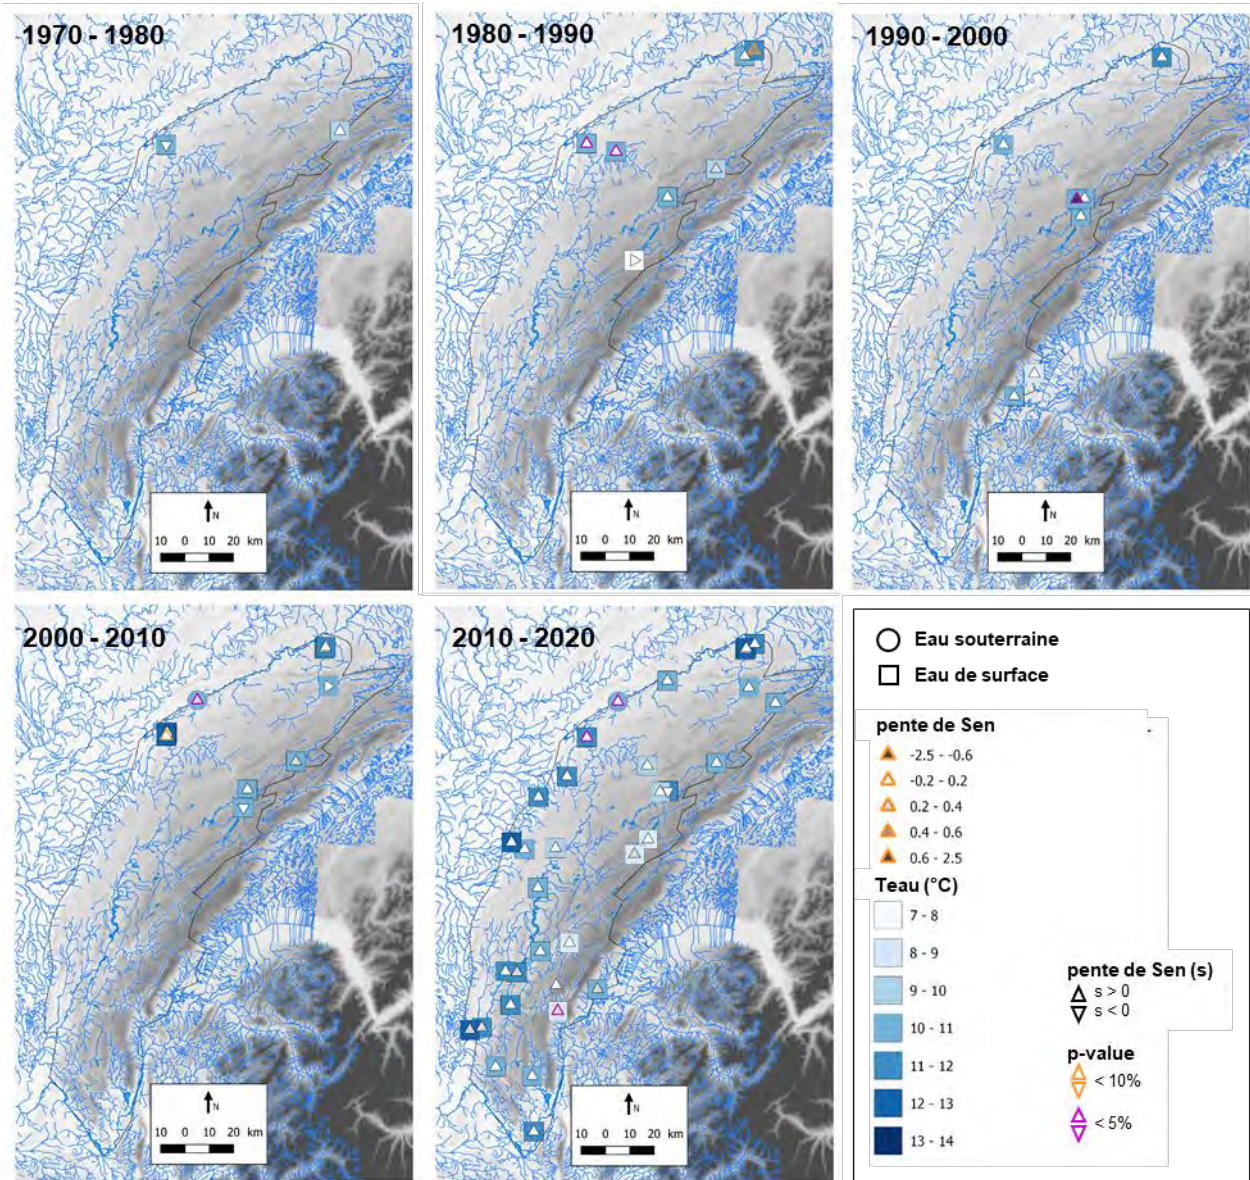 1970 - 1980
N
10 0 10 20 km
1980 - 1990
N
10 0 10 20 km
1990 - 2000
N
10 0 10 20 km
2000 - 2010
N
10 0 10 20 km
2010 - 2020
N
10 0 10 20 km
Eau souterraine
Eau de surface
pente de Sen
-2.5 - -0.6
-0.2 - 0.2
0.2 - 0.4
0.4 - 0.6
0.6 - 2.5
Teau (°C)
7 - 8
8 - 9
9 - 10
10 - 11
11 - 12
12 - 13
13 - 14
pente de Sen (s)
s > 0
s < 0
p-value
< 10%
< 5%